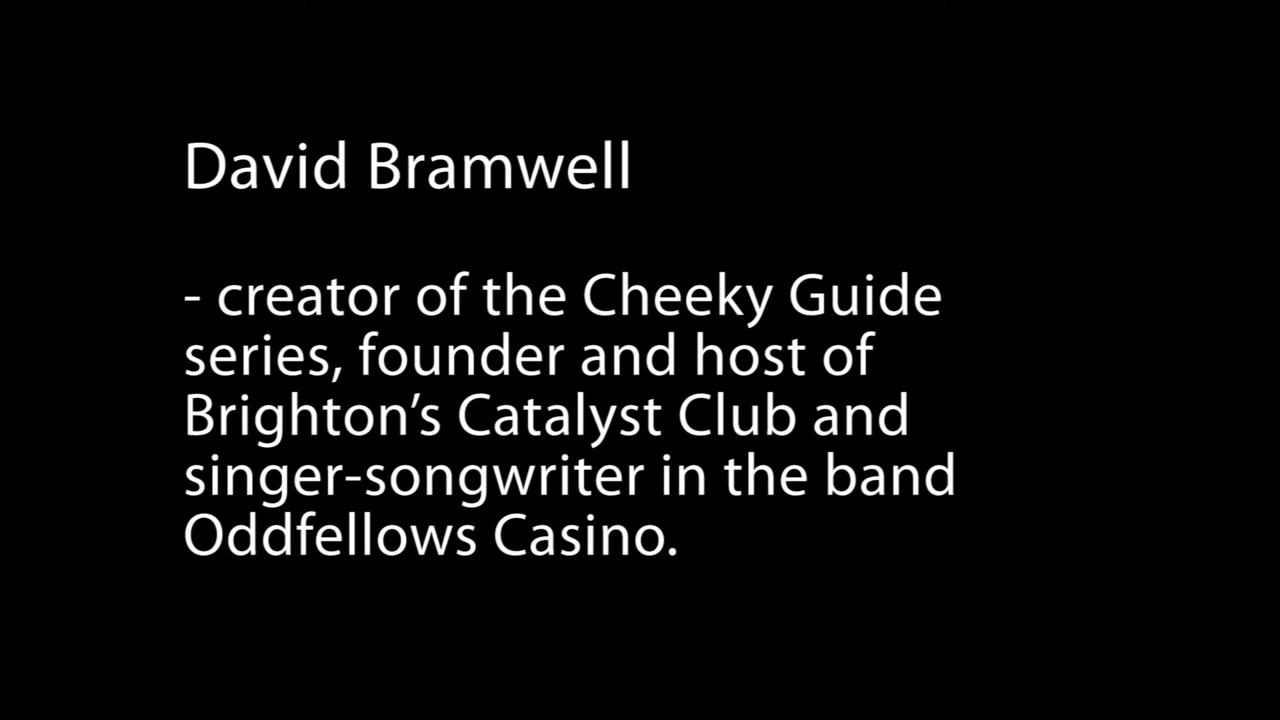 David Bramwell
- creator of the Cheeky Guide
series, founder and host of
Brighton’s Catalyst Club and
singer-songwriter in the band
Oddfellows Casino.